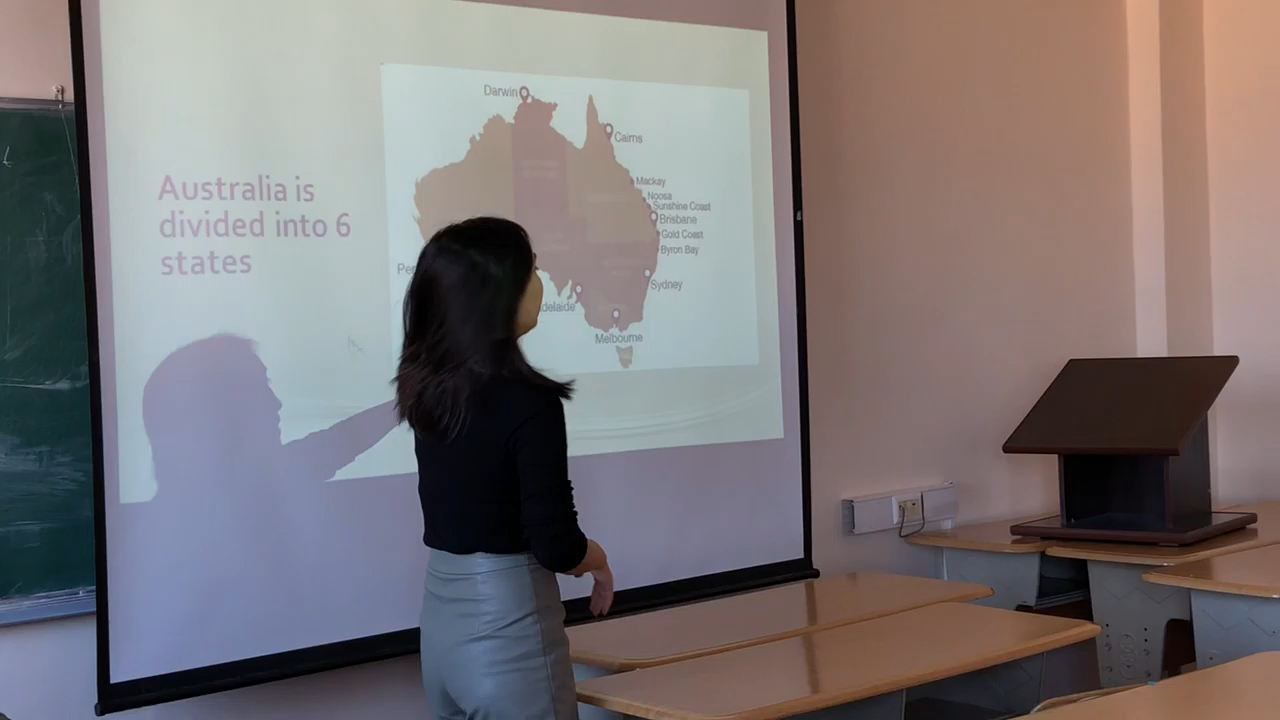 Australia is
divided into 6
states
Darwin
Cairns
Mackay
Noosa
Sunshine Coast
Brisbane
Gold Coast
Byron Bay
Sydney
Melbourne